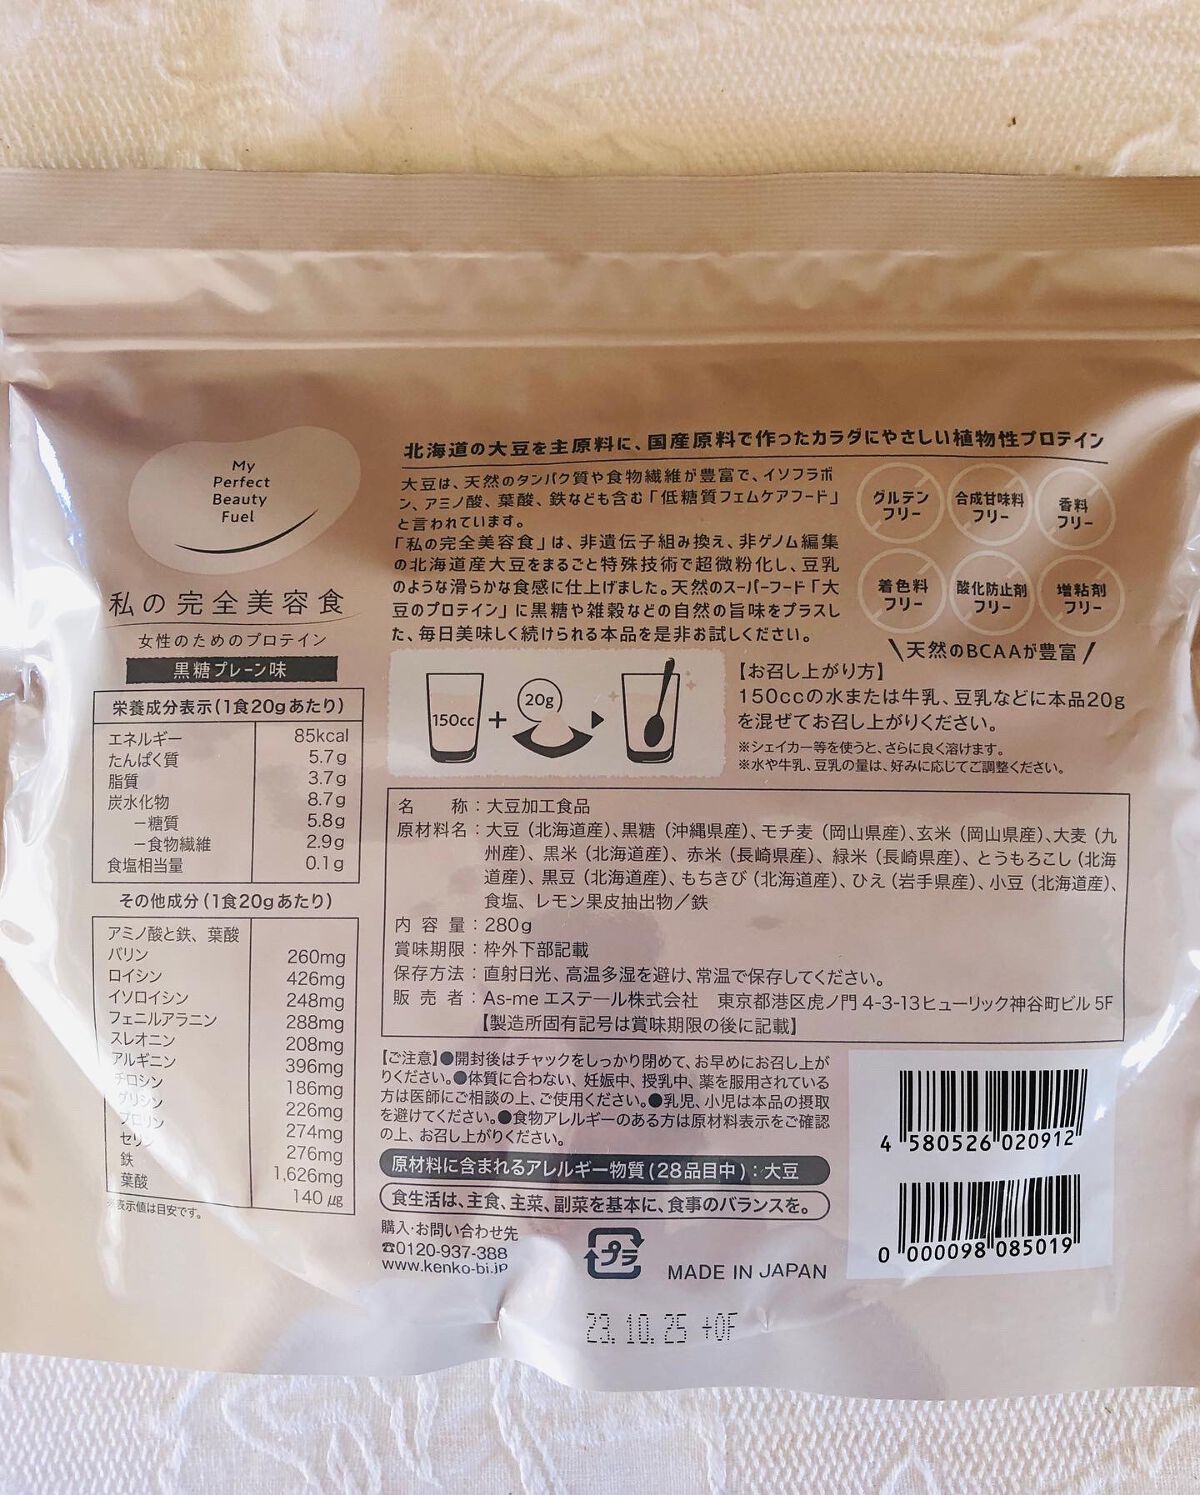 My
Perfect
Beauty
Fuel
私の完全美容食
女性のためのプロテイン
黒糖プレーン味
栄養成分表示(1食20gあたり)
エネルギー 85kcal
たんぱく質 5.7g
脂質 3.7g
炭水化物 8.7g
－糖質 5.8g
－食物繊維 2.9g
食塩相当量 0.1g
その他成分(1食20gあたり)
アミノ酸と鉄、葉酸
バリン 260mg
ロイシン 426mg
イソロイシン 248mg
フェニルアラニン 288mg
スレオニン 208mg
アルギニン 396mg
チロシン 186mg
グリシン 226mg
プロリン 274mg
セリン 276mg
鉄 1,626mg
葉酸 140㎍
※表示値は目安です。
北海道の大豆を主原料に、国産原料で作ったカラダにやさしい植物性プロテイン
大豆は、天然のタンパク質や食物繊維が豊富で、イソフラボ
ン、アミノ酸、葉酸、鉄なども含む「低糖質フェムケアフード」
と言われています。
「私の完全美容食」は、非遺伝子組み換え、非ゲノム編集
の北海道産大豆をまるごと特殊技術で超微粉化し、豆乳
のような滑らかな食感に仕上げました。天然のスーパーフード「大
豆のプロテイン」に黒糖や雑穀などの自然の旨味をプラスし
た、毎日美味しく続けられる本品を是非お試しください。
グルテン
フリー
合成甘味料
フリー
香料
フリー
着色料
フリー
酸化防止剤
フリー
増粘剤
フリー
天然のBCAAが豊富
150cc + 20g
【お召し上がり方】
150ccの水または牛乳、豆乳などに本品20g
を混ぜてお召し上がりください。
※シェイカー等を使うと、さらに良く溶けます。
※水や牛乳、豆乳の量は、好みに応じてご調整ください。
名　　称：大豆加工食品
原材料名：大豆（北海道産）、黒糖（沖縄県産）、モチ麦（岡山県産）、玄米（岡山県産）、大麦（九
州産）、黒米（北海道産）、赤米（長崎県産）、緑米（長崎県産）、とうもろこし（北海
道産）、黒豆（北海道産）、もちきび（北海道産）、ひえ（岩手県産）、小豆（北海道産）、
食塩、レモン果皮抽出物／鉄
内 容 量：280g
賞味期限：枠外下部記載
保存方法：直射日光、高温多湿を避け、常温で保存してください。
販 売 者：As-me エステール株式会社　東京都港区虎ノ門 4-3-13ヒューリック神谷町ビル 5F
【製造所固有記号は賞味期限の後に記載】
【ご注意】●開封後はチャックをしっかり閉めて、お早めにお召し上が
りください。●体質に合わない、妊娠中、授乳中、薬を服用されている
方は医師にご相談の上、ご使用ください。●乳児、小児は本品の摂取
を避けてください。●食物アレルギーのある方は原材料表示をご確認
の上、お召し上がりください。
原材料に含まれるアレルギー物質(28品目中)：大豆
食生活は、主食、主菜、副菜を基本に、食事のバランスを。
購入・お問い合わせ先
☎0120-937-388
www.kenko-bi.jp
プラ
MADE IN JAPAN
4 580526 020912
0 000098 085019
23. 10. 25 +OF